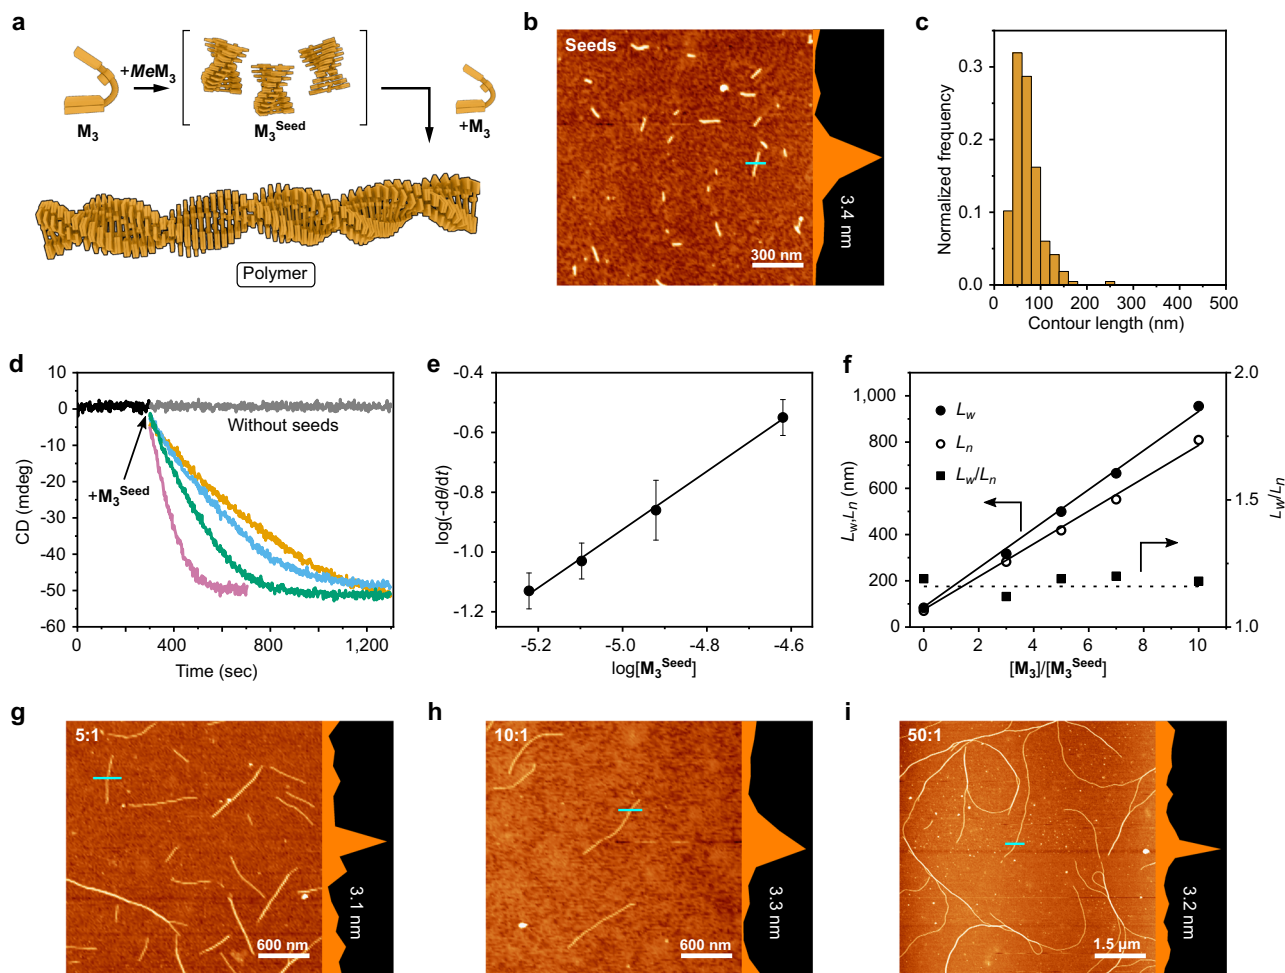 a
+MeM3
M3
M3Seed
+M3
Polymer
b
Seeds
300 nm
3.4 nm
c
Normalized frequency
0.3
0.1
0.0
0 100 200 300 400 500
Contour length (nm)
d
CD (mdeg)
10
0
-10
-20
-30
-40
-50
-60
Without seeds
+M3Seed
0 400 800 1,200
Time (sec)
e
log(-dθ/dt)
-0.4
-0.6
-0.8
-1.0
-1.2
-5.2 -5.0 -4.8 -4.6
log[M3Seed]
f
Lw,Ln (nm)
1,000
800
600
400
200
0
Lw
Ln
Lw/Ln
2.0
1.5
1.0
Lw/Ln
0 2 4 6 8 10
[M3]/[M3Seed]
g
5:1
600 nm
3.1 nm
h
10:1
600 nm
3.3 nm
i
50:1
1.5 µm
3.2 nm